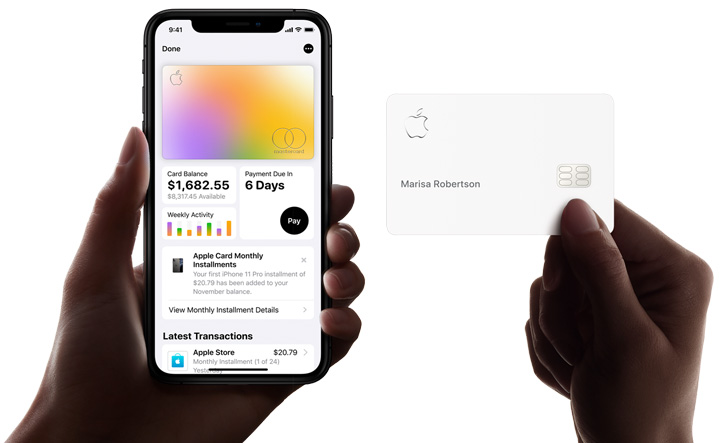 9:41
Done
mastercard
Card Balance
$1,682.55
$8,317.45 Available
Payment Due In
6 Days
Weekly Activity
Pay
Apple Card Monthly
Installments
Your first iPhone 11 Pro installment of
$20.79 has been added to your
November balance.
View Monthly Installment Details
Latest Transactions
Apple Store
$20.79
Monthly Installment (1 of 24)
Yesterday
Marisa Robertson